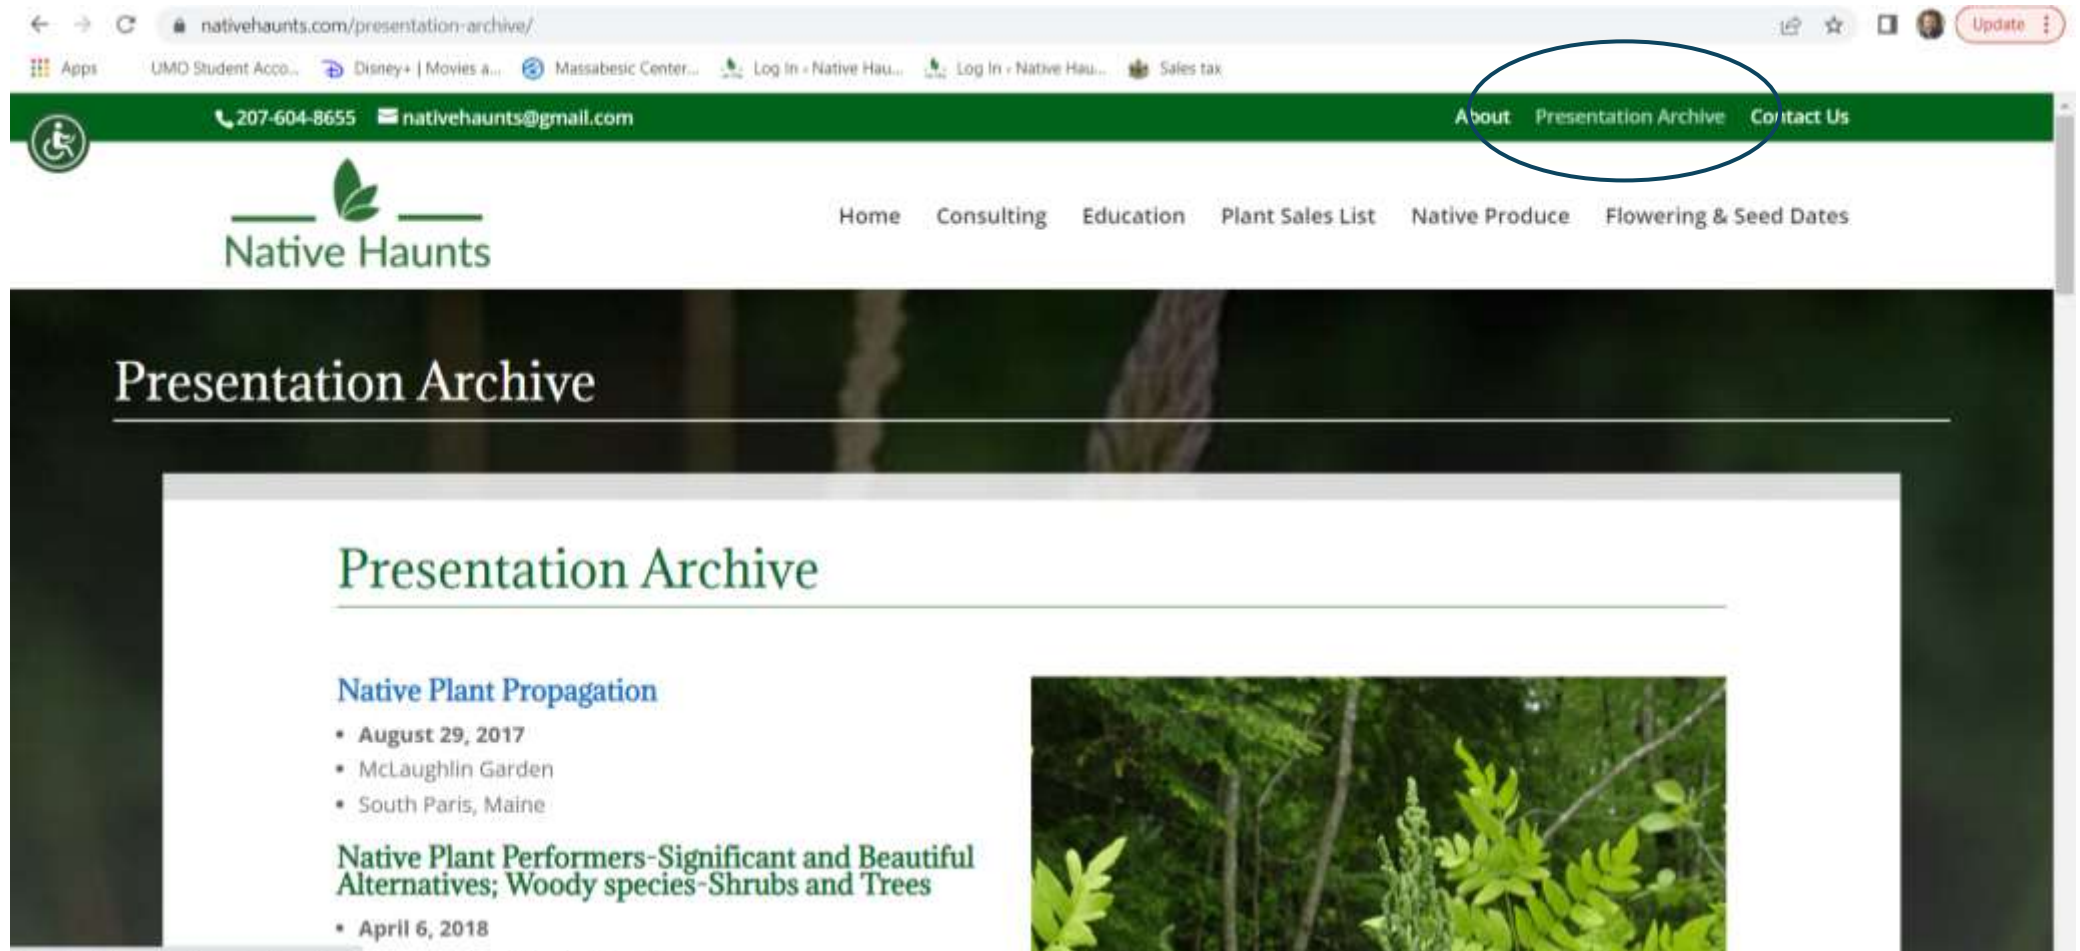 nativehaunts.com/presentation-archive/
Update
Apps UMO Student Acco... Disney+ | Movies a... Massabesic Center... Log In ‹ Native Hau... Log In ‹ Native Hau... Sales tax
207-604-8655 nativehaunts@gmail.com About Presentation Archive Contact Us
Native Haunts
Home Consulting Education Plant Sales List Native Produce Flowering & Seed Dates
Presentation Archive
Presentation Archive
Native Plant Propagation
• August 29, 2017
• McLaughlin Garden
• South Paris, Maine
Native Plant Performers-Significant and Beautiful
Alternatives; Woody species-Shrubs and Trees
• April 6, 2018